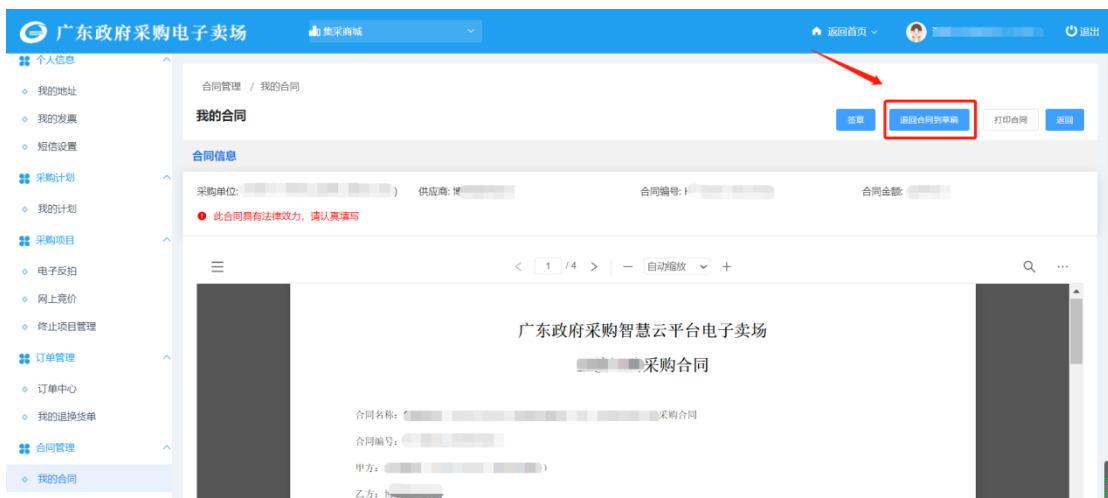 广东政府采购电子卖场
集采商城
返回首页
退出
个人信息
我的地址
我的发票
短信设置
采购计划
我的计划
采购项目
电子反拍
网上竞价
终止项目管理
订单管理
订单中心
我的退换货单
合同管理
我的合同
合同管理 / 我的合同
我的合同
签章 退回合同到草稿 打印合同 返回
合同信息
采购单位: ) 供应商: 合同编号: 合同金额:
此合同具有法律效力，请认真填写
1 / 4 自动缩放
广东政府采购智慧云平台电子卖场
采购合同
合同名称: 采购合同
合同编号:
甲方: )
乙方: